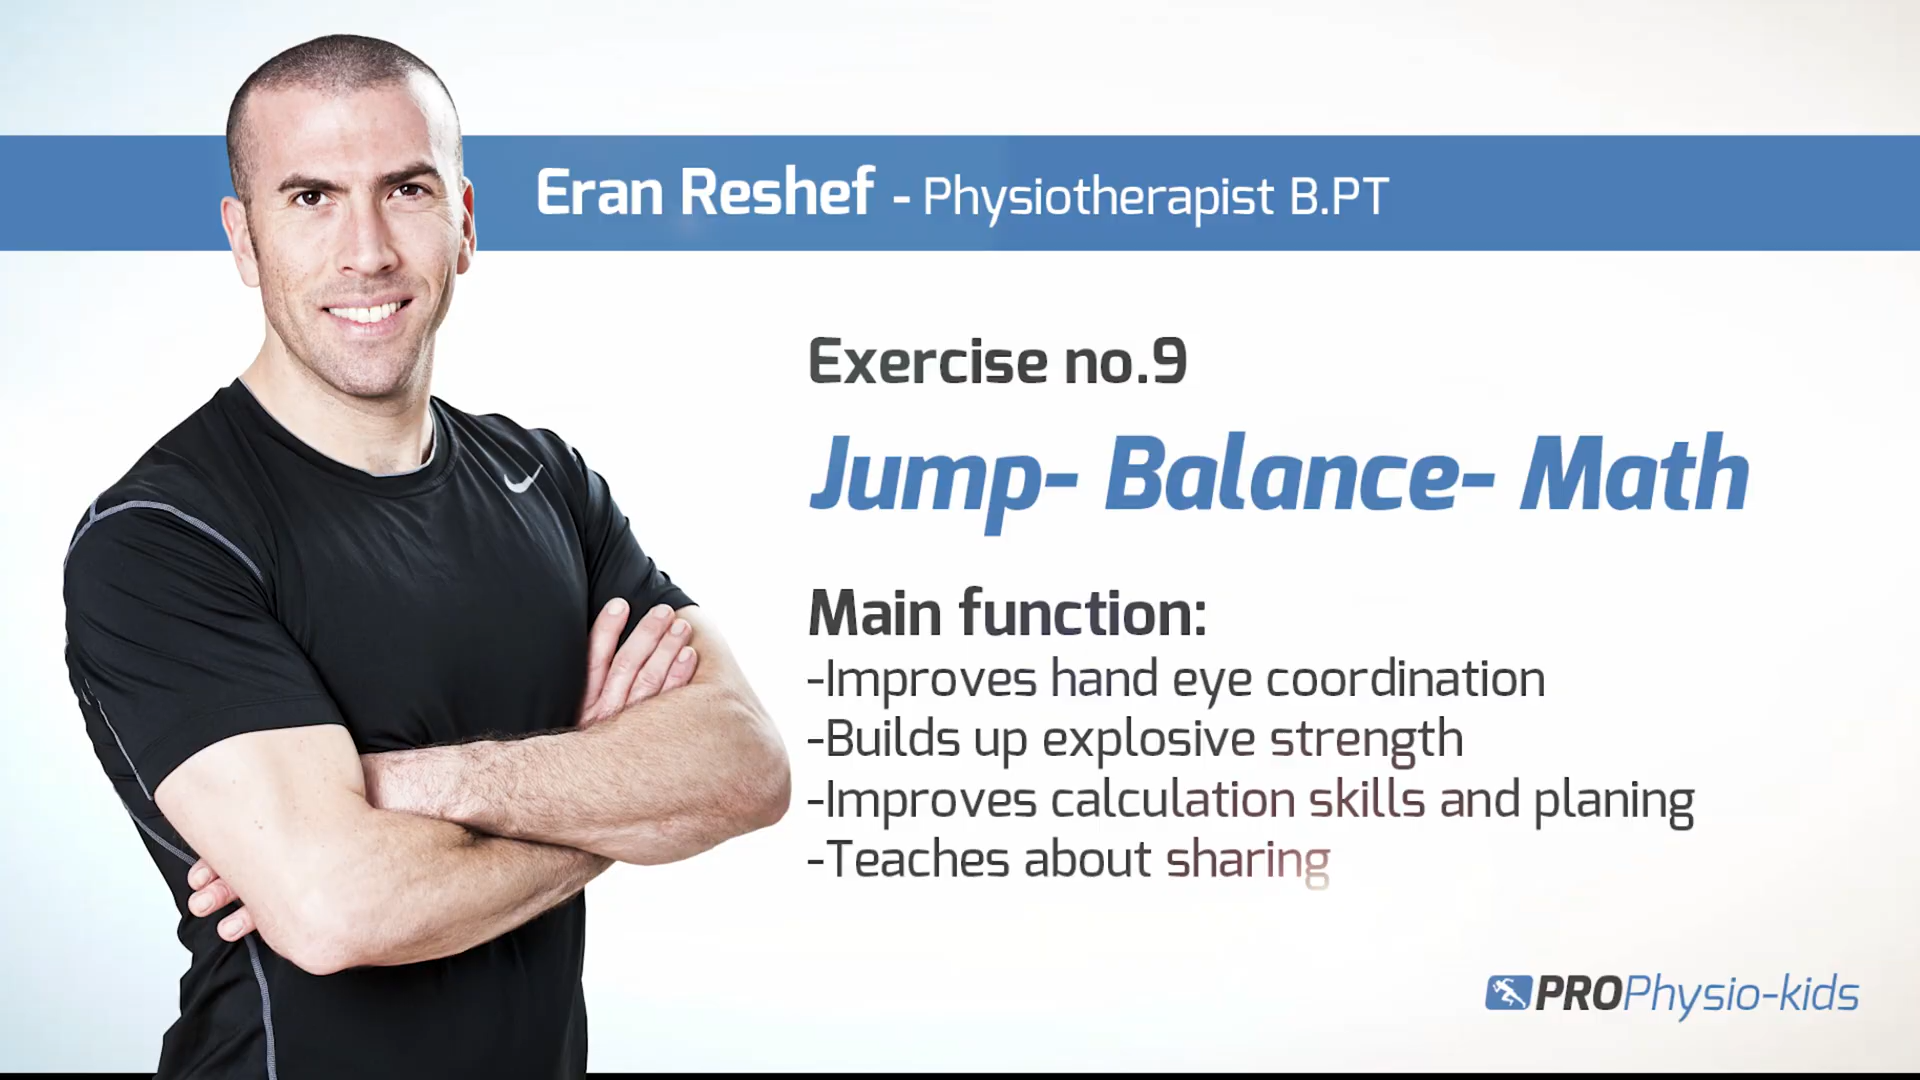 Eran Reshef - Physiotherapist B.PT
Exercise no.9
Jump- Balance- Math
Main function:
-Improves hand eye coordination
-Builds up explosive strength
-Improves calculation skills and planing
-Teaches about sharing
PROPhysio-kids